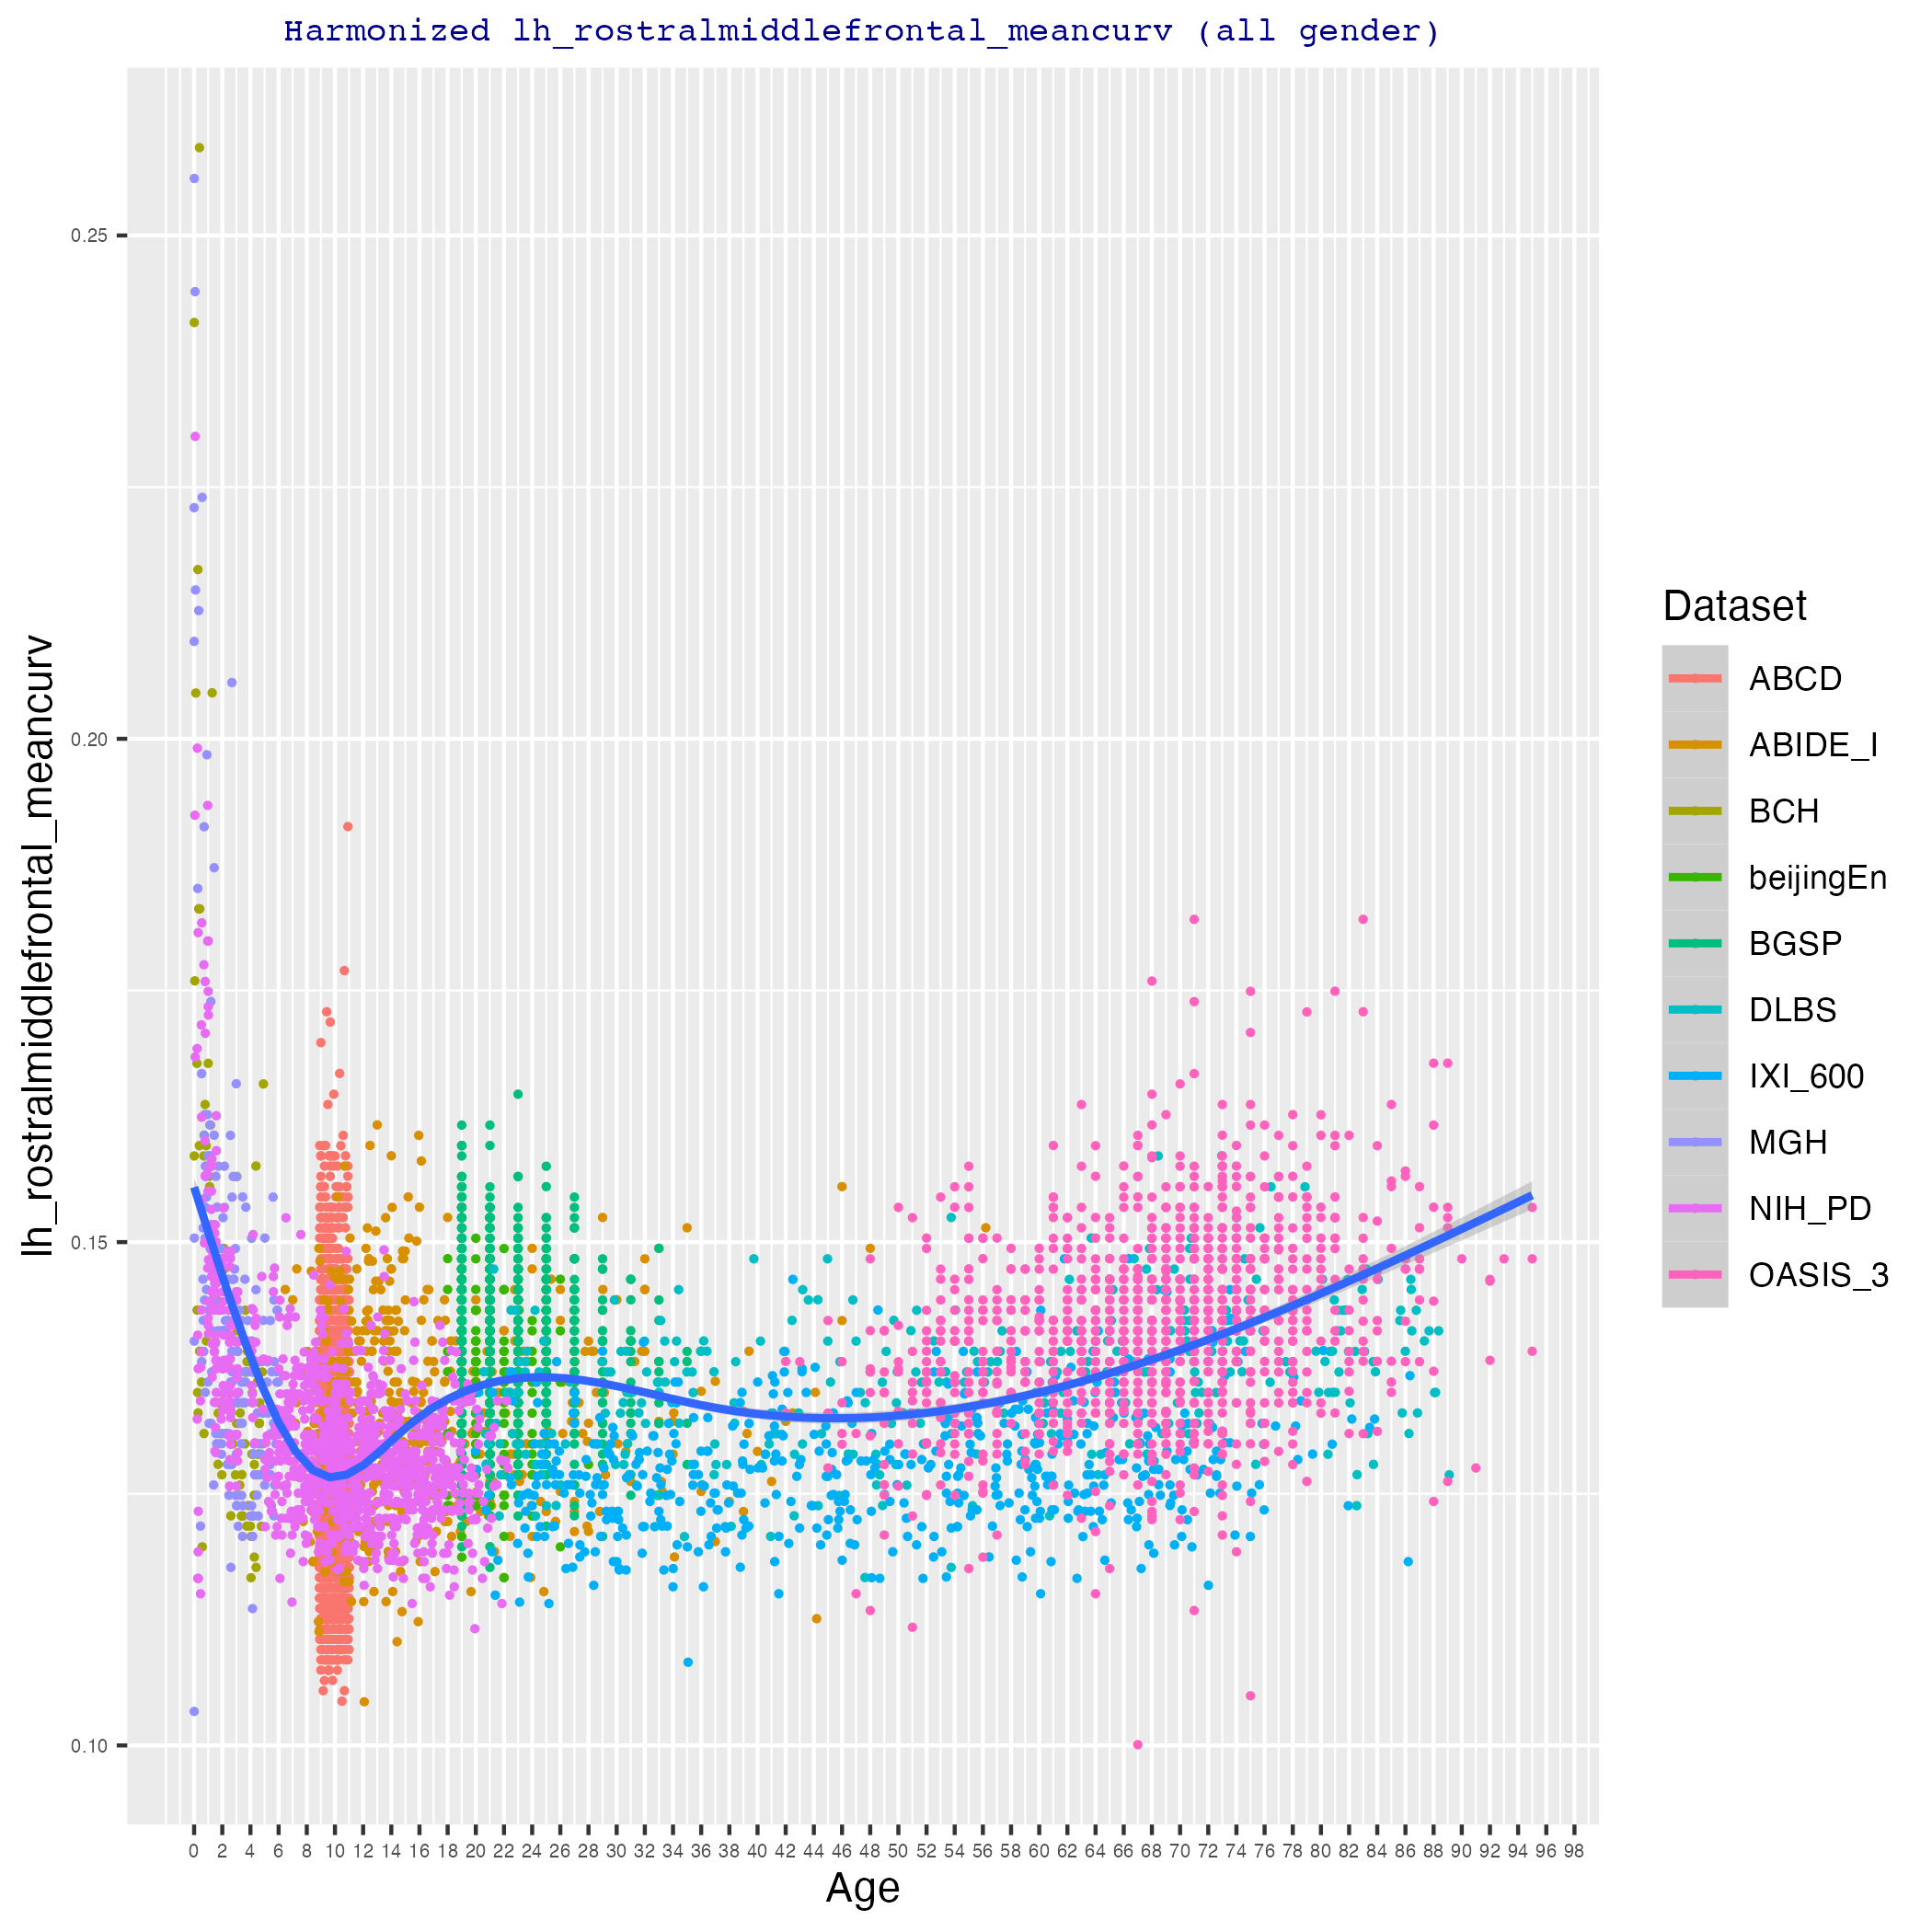 Harmonized lh_rostralmiddlefrontal_meancurv (all gender)
lh_rostralmiddlefrontal_meancurv
0.25
0.20
0.15
0.10
0 2 4 6 8 10 12 14 16 18 20 22 24 26 28 30 32 34 36 38 40 42 44 46 48 50 52 54 56 58 60 62 64 66 68 70 72 74 76 78 80 82 84 86 88 90 92 94 96 98
Age
Dataset
ABCD
ABIDE_I
BCH
beijingEn
BGSP
DLBS
IXI_600
MGH
NIH_PD
OASIS_3